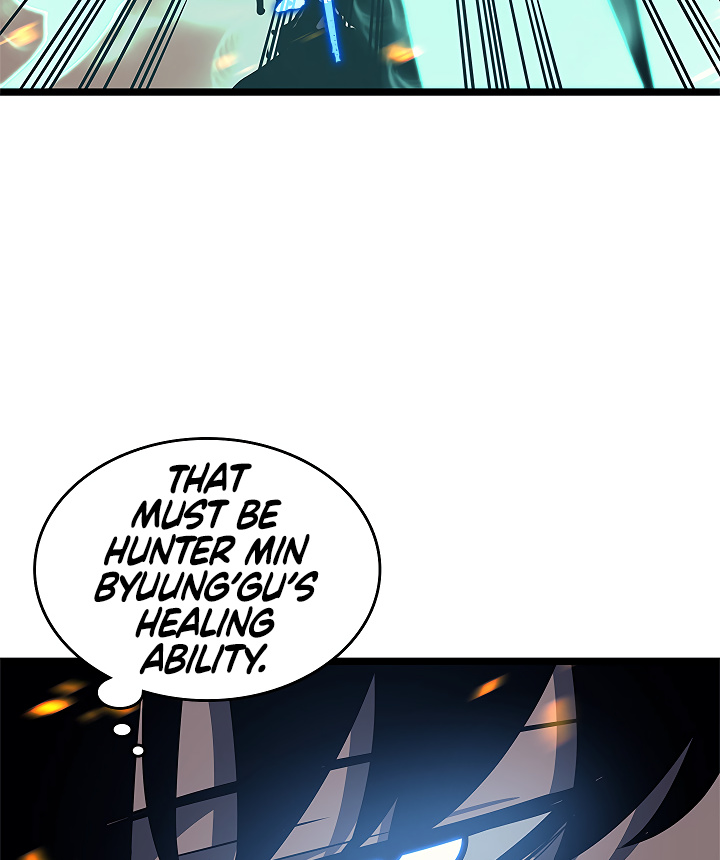 THAT
MUST BE
HUNTER MIN
BYUUNG'GU'S
HEALING
ABILITY.